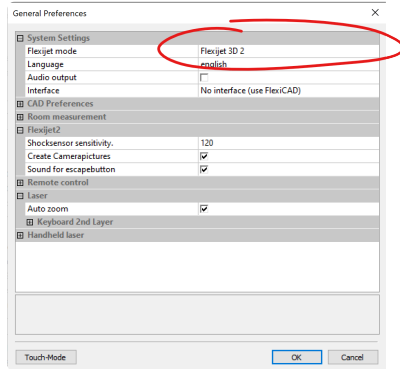 General Preferences
System Settings
Flexijet mode Flexijet 3D 2
Language english
Audio output
Interface No interface (use FlexiCAD)
CAD Preferences
Room measurement
Flexijet2
Shocksensor sensitivity. 120
Create Camerapictures
Sound for escapebutton
Remote control
Laser
Auto zoom
Keyboard 2nd Layer
Handheld laser
Touch-Mode OK Cancel